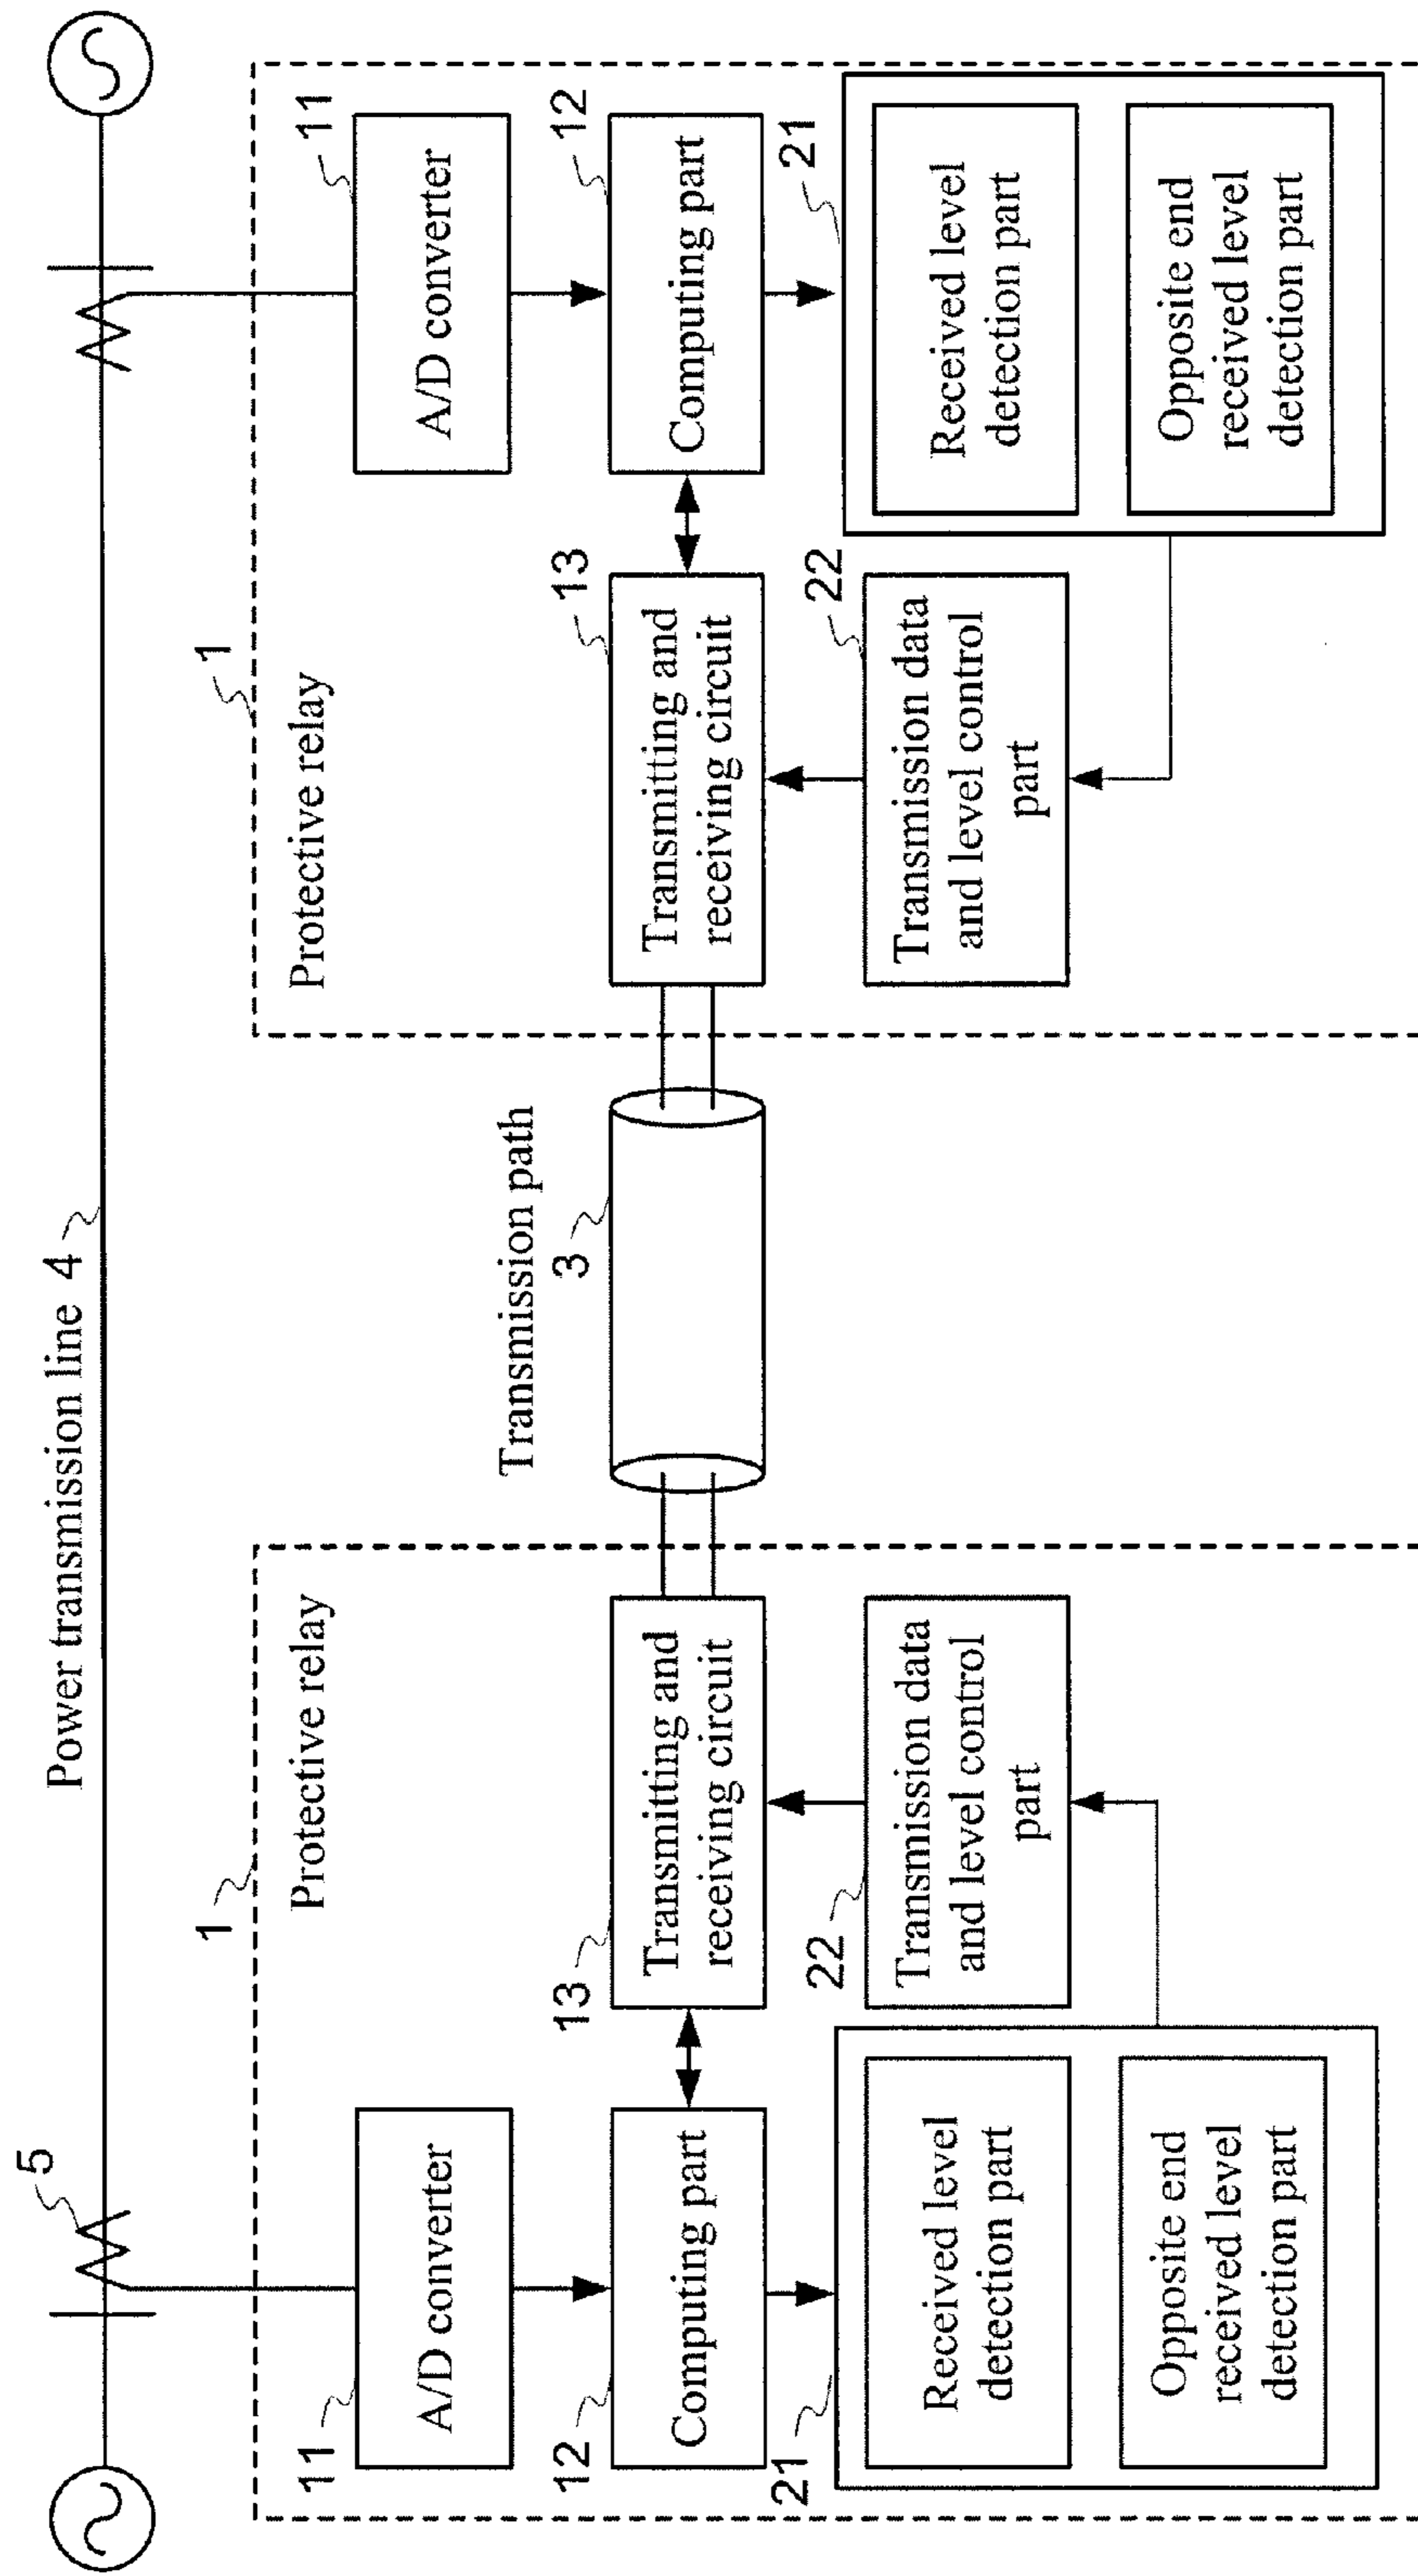 Power transmission line 4
5
1
Protective relay
11
A/D converter
12
Computing part
13
Transmitting and
receiving circuit
21
Received level
detection part
Opposite end
received level
detection part
22
Transmission data
and level control
part
Transmission path
3
1
Protective relay
11
A/D converter
12
Computing part
13
Transmitting and
receiving circuit
21
Received level
detection part
Opposite end
received level
detection part
22
Transmission data
and level control
part